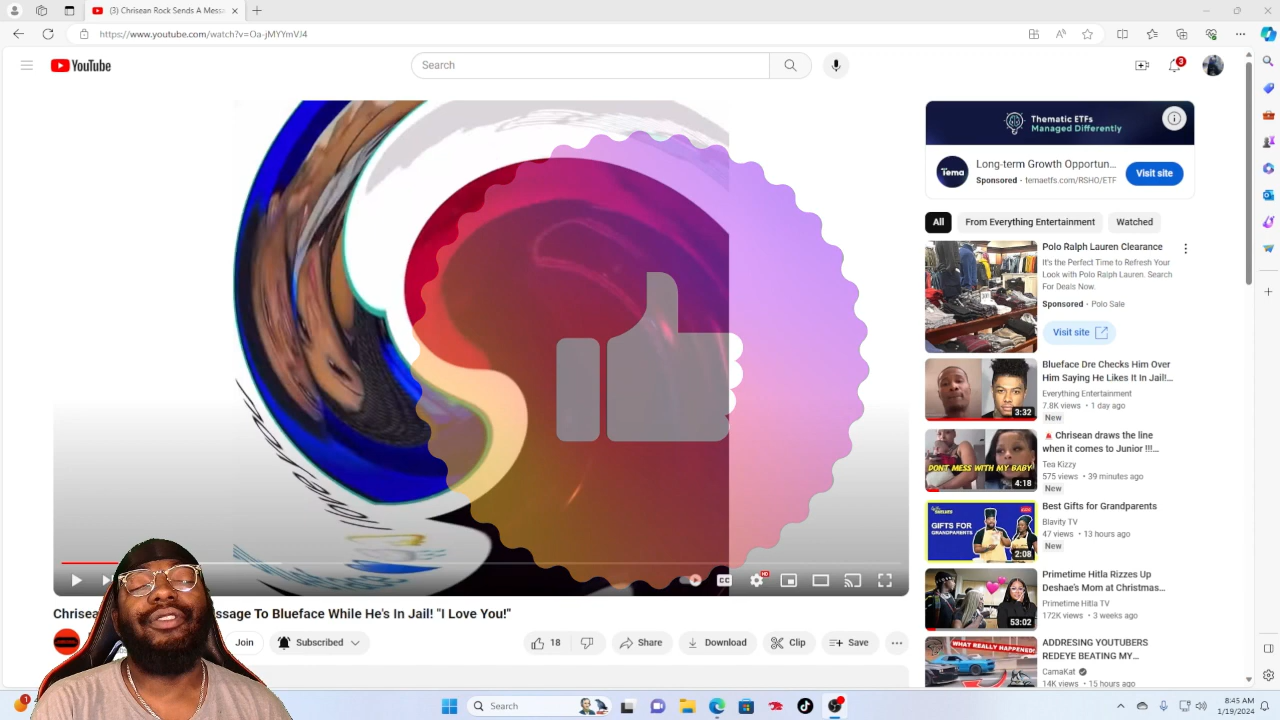 (3) Chrisean Rock Sends A Messa
https://www.youtube.com/watch?v=Oa-jMYYmVJ4
YouTube
Search
3
Thematic ETFs
Managed Differently
Tema
Long-term Growth Opportun...
Sponsored · temaetfs.com/RSHO/ETF
Visit site
All
From Everything Entertainment
Watched
Polo Ralph Lauren Clearance
It's the Perfect Time to Refresh Your
Look with Polo Ralph Lauren. Search
For Deals Now.
Sponsored · Polo Sale
Visit site
Blueface Dre Checks Him Over
Him Saying He Likes It In Jail!...
Everything Entertainment
7.8K views · 1 day ago
New
3:32
🚨 Chrisean draws the line
when it comes to Junior !!!...
Tea Kizzy
575 views · 39 minutes ago
New
DONT MESS WITH MY BABY
4:18
Best Gifts for Grandparents
Blavity TV
47 views · 13 hours ago
New
GIFTS FOR
GRANDPARENTS
2:08
Primetime Hitla Rizzes Up
Deshae's Mom at Christmas...
Primetime Hitla TV
172K views · 3 weeks ago
53:02
ADDRESING YOUTUBERS
REDEYE BEATING MY...
CamaKat
14K views · 15 hours ago
WHAT REALLY HAPPENED?
CC
HD
Chrisea
ssage To Blueface While He's In Jail! "I Love You!"
Join
Subscribed
18
Share
Download
Clip
Save
1
Search
8:45 AM
1/19/2024